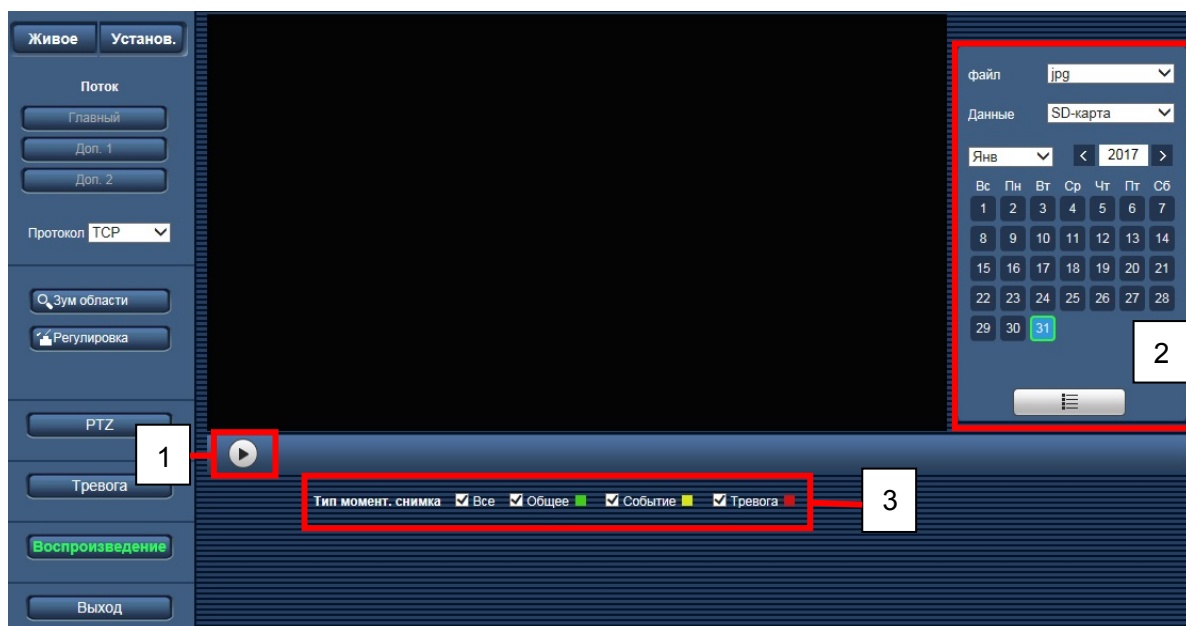 Живое Установ.
Поток
Главный
Доп. 1
Доп. 2
Протокол TCP
Зум области
Регулировка
PTZ
Тревога
Воспроизведение
Выход
1
Тип момент. снимка Все Общее Событие Тревога
3
файл jpg
Данные SD-карта
Янв 2017
Вс Пн Вт Ср Чт Пт Сб
1 2 3 4 5 6 7
8 9 10 11 12 13 14
15 16 17 18 19 20 21
22 23 24 25 26 27 28
29 30 31
2